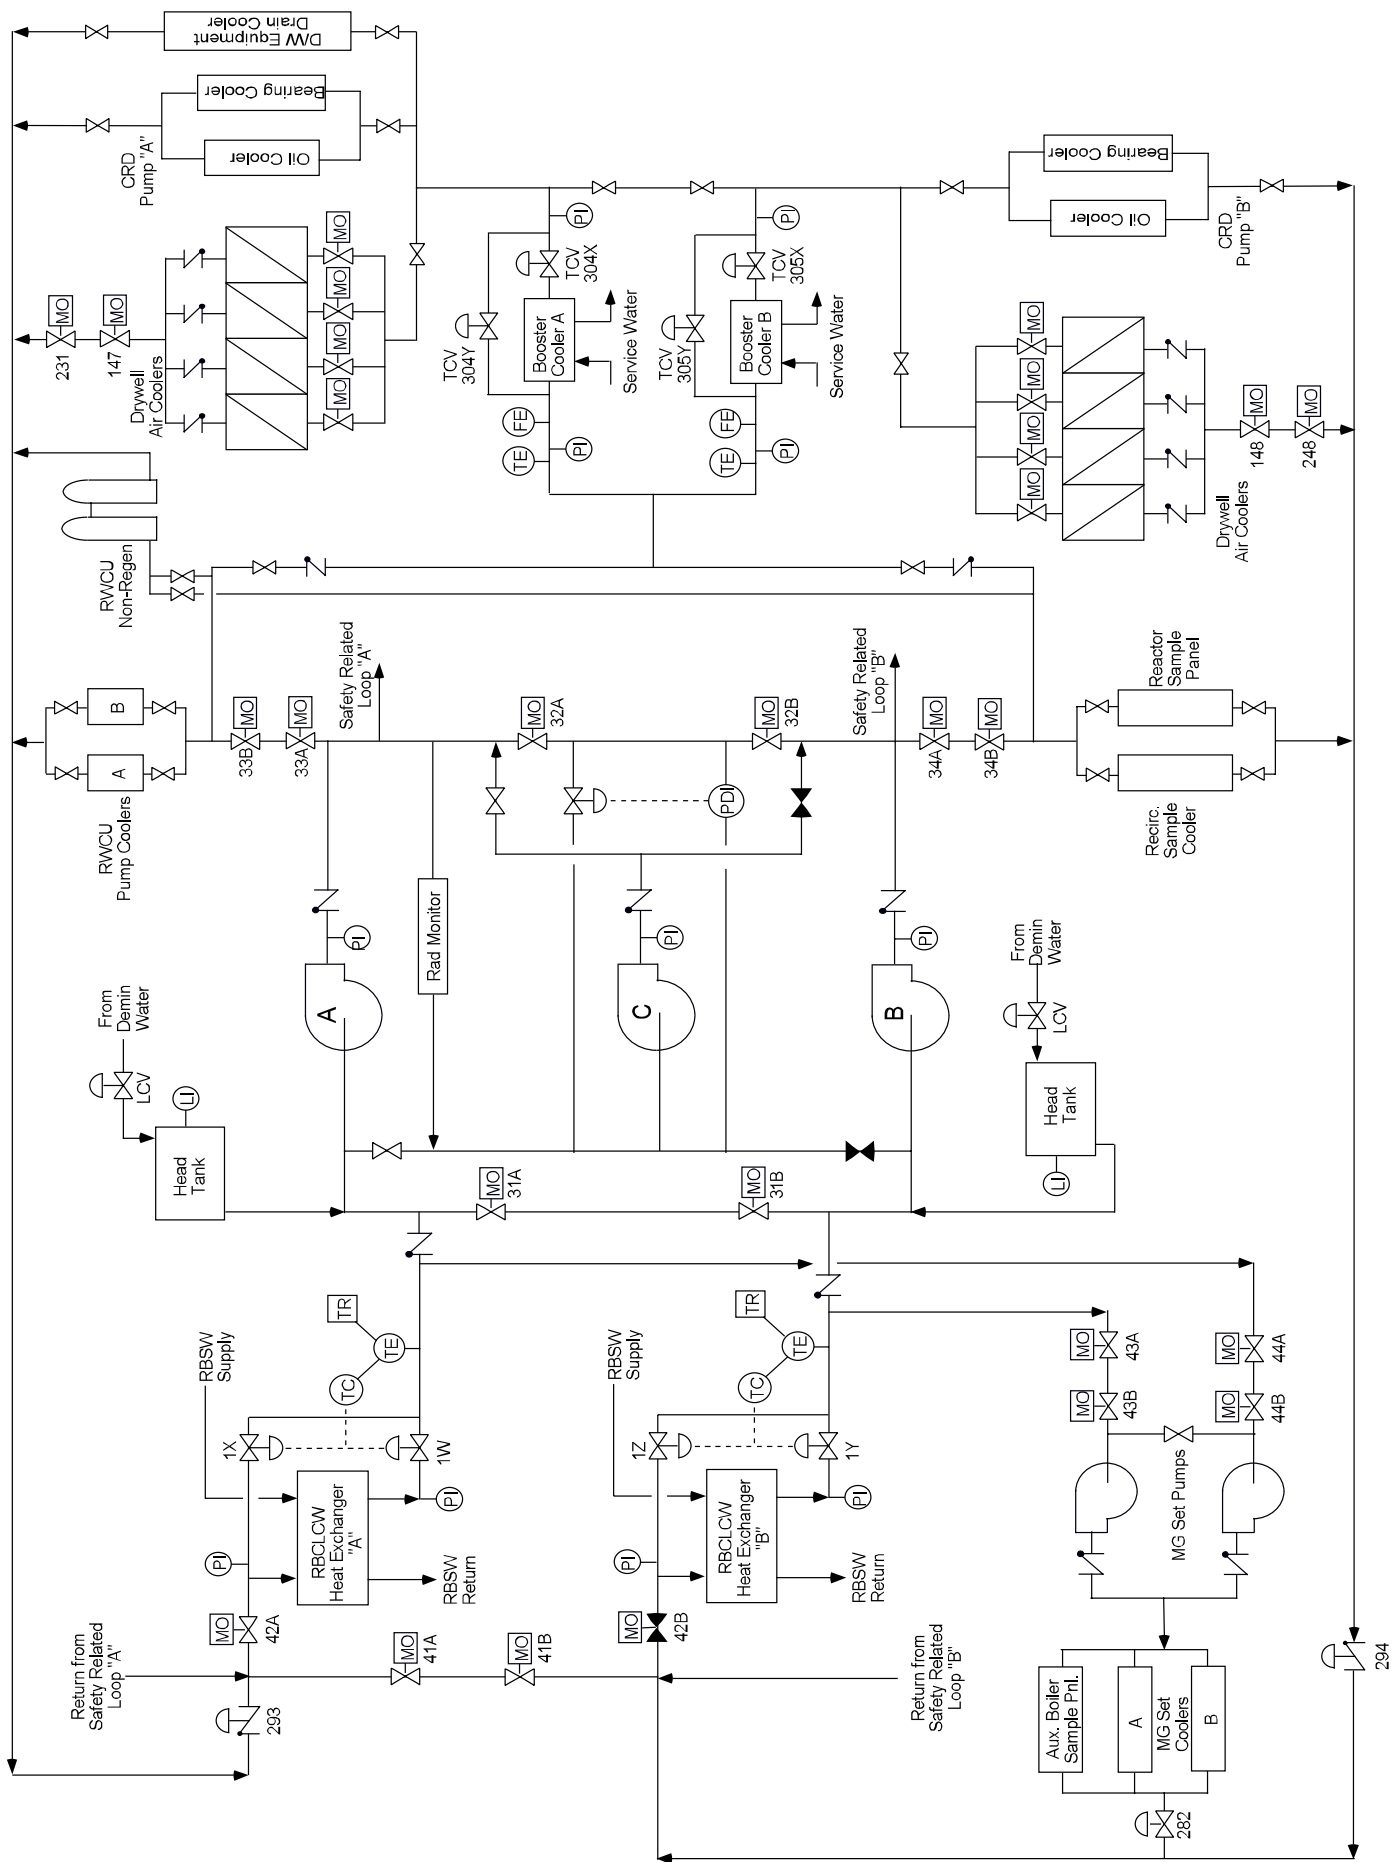 D/W Equipment
Drain Cooler
Bearing Cooler
Oil Cooler
CRD
Pump "A"
MO
MO
MO
MO
MO
231
MO
147
Drywell
Air Coolers
RWCU
Non-Regen
PI
TCV
304X
TCV
304Y
Booster
Cooler A
Service Water
FE
TE
PI
PI
TCV
305X
TCV
305Y
Booster
Cooler B
Service Water
FE
TE
PI
Bearing Cooler
Oil Cooler
CRD
Pump "B"
MO
MO
MO
MO
MO
148
MO
248
Drywell
Air Coolers
B
A
RWCU
Pump Coolers
MO
33B
MO
33A
Safety Related
Loop "A"
MO
32A
MO
32B
Safety Related
Loop "B"
MO
34A
MO
34B
Reactor
Sample
Panel
Recirc.
Sample
Cooler
PDI
PI
A
Rad Monitor
PI
C
PI
B
From
Demin
Water
LCV
LI
Head
Tank
From
Demin
Water
LCV
Head
Tank
LI
MO
31A
MO
31B
TR
TE
TC
RBSW
Supply
1X
1W
PI
RBCLCW
Heat Exchanger
"A"
PI
RBSW
Return
MO
42A
TR
TE
TC
RBSW
Supply
1Z
1Y
PI
RBCLCW
Heat Exchanger
"B"
PI
RBSW
Return
MO
42B
MO
43A
MO
43B
MO
44A
MO
44B
MG Set Pumps
Return from
Safety Related
Loop "A"
MO
41A
MO
41B
Return from
Safety Related
Loop "B"
293
294
Aux. Boiler
Sample Pnl.
A
MG Set
Coolers
B
282